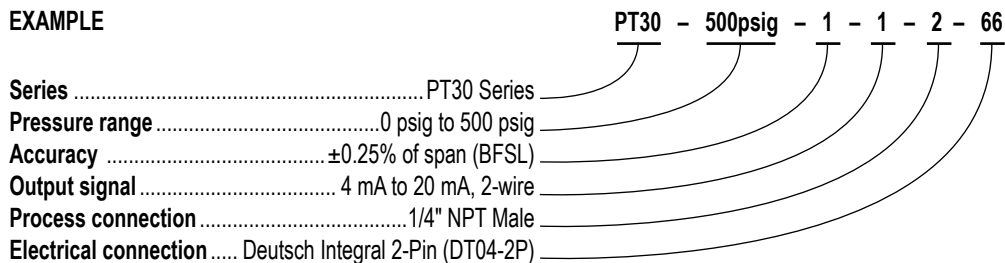 EXAMPLE PT30 – 500psig – 1 – 1 – 2 – 66
Series ........................................................PT30 Series
Pressure range.........................................0 psig to 500 psig
Accuracy ....................................±0.25% of span (BFSL)
Output signal.................................... 4 mA to 20 mA, 2-wire
Process connection......................................1/4" NPT Male
Electrical connection..... Deutsch Integral 2-Pin (DT04-2P)